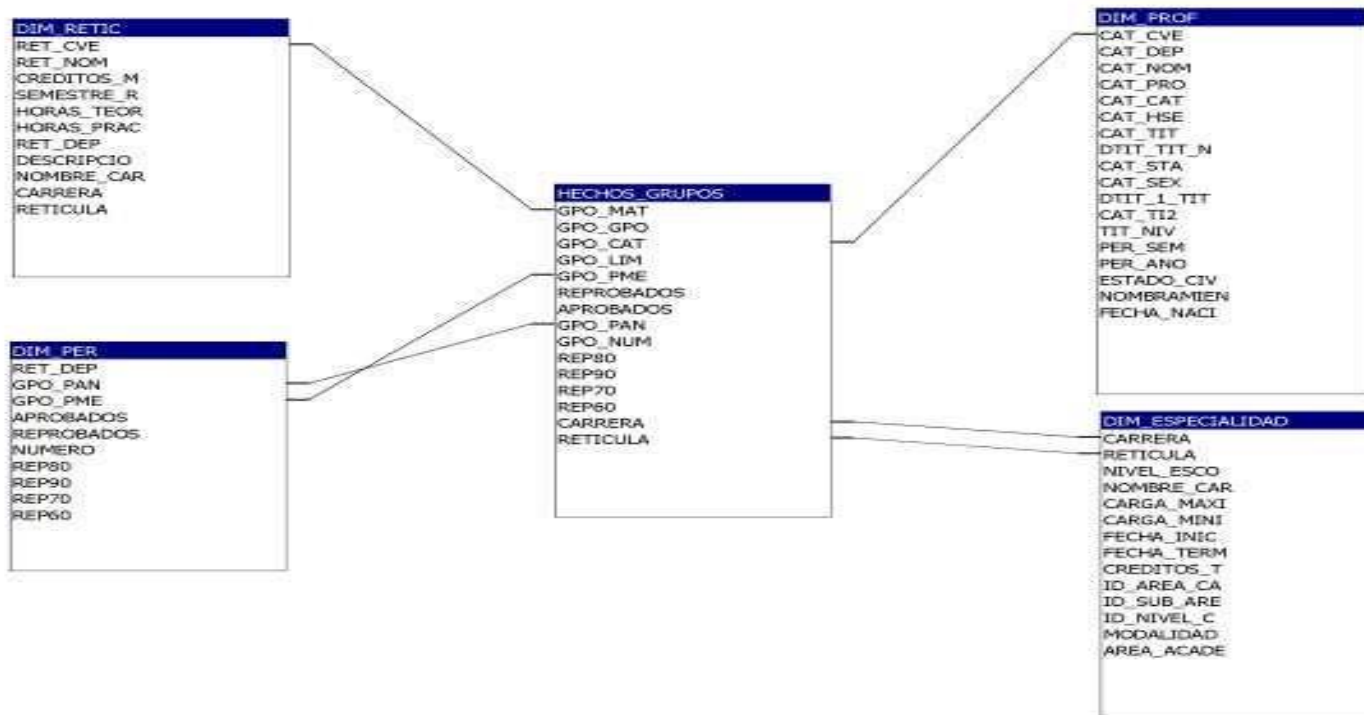 DIM_RETIC
RET_CVE
RET_NOM
CREDITOS_M
SEMESTRE_R
HORAS_TEOR
HORAS_PRAC
RET_DEP
DESCRIPCIO
NOMBRE_CAR
CARRERA
RETICULA
DIM_PER
RET_DEP
GPO_PAN
GPO_PME
APROBADOS
REPROBADOS
NUMERO
REP80
REP90
REP70
REP60
HECHOS_GRUPOS
GPO_MAT
GPO_GPO
GPO_CAT
GPO_LIM
GPO_PME
REPROBADOS
APROBADOS
GPO_PAN
GPO_NUM
REP80
REP90
REP70
REP60
CARRERA
RETICULA
DIM_PROF
CAT_CVE
CAT_DEP
CAT_NOM
CAT_PRO
CAT_CAT
CAT_HSE
CAT_TIT
DTIT_TIT_N
CAT_STA
CAT_SEX
DTIT_1_TIT
CAT_TI2
TIT_NIV
PER_SEM
PER_ANO
ESTADO_CIV
NOMBRAMIEN
FECHA_NACI
DIM_ESPECIALIDAD
CARRERA
RETICULA
NIVEL_ESCO
NOMBRE_CAR
CARGA_MAXI
CARGA_MINI
FECHA_INIC
FECHA_TERM
CREDITOS_T
ID_AREA_CA
ID_SUB_ARE
ID_NIVEL_C
MODALIDAD
AREA_ACADE